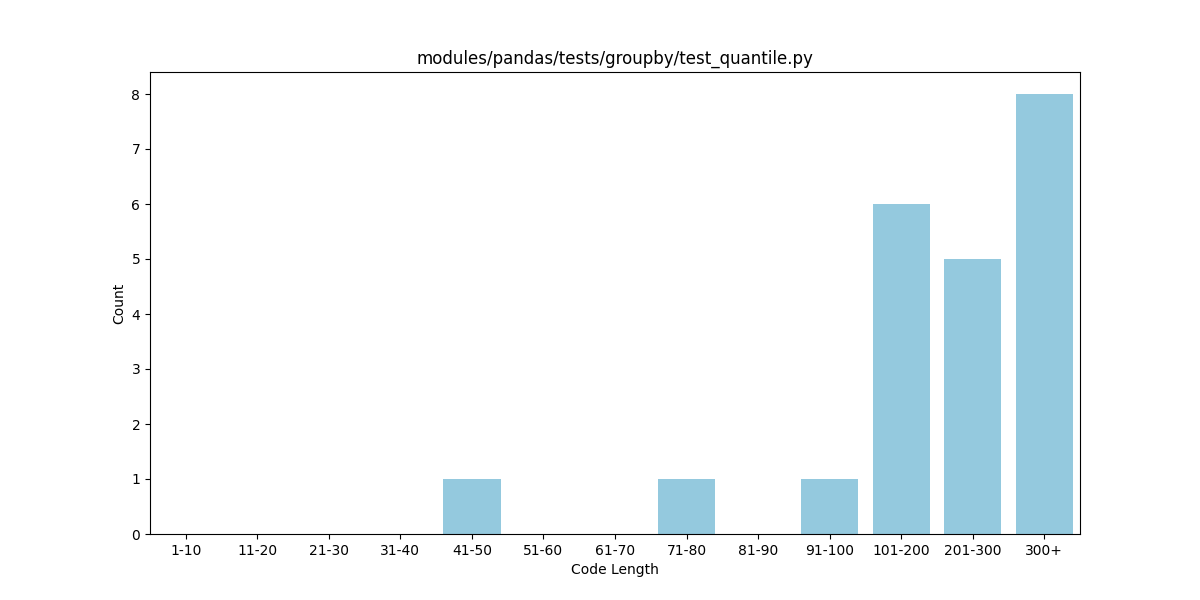 modules/pandas/tests/groupby/test_quantile.py
8
7
6
5
4
3
2
1
0
Count
1-10 11-20 21-30 31-40 41-50 51-60 61-70 71-80 81-90 91-100 101-200 201-300 300+
Code Length